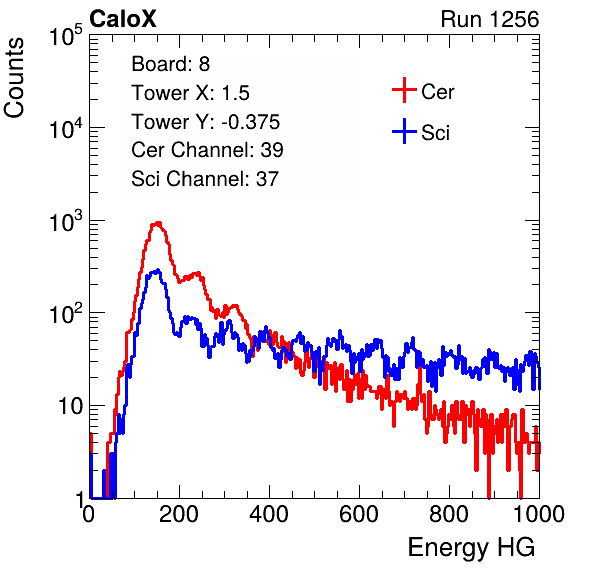 CaloX Run 1256
Counts
10^5
10^4
10^3
10^2
10
1
Board: 8
Tower X: 1.5
Tower Y: -0.375
Cer Channel: 39
Sci Channel: 37
Cer
Sci
0 200 400 600 800 1000
Energy HG